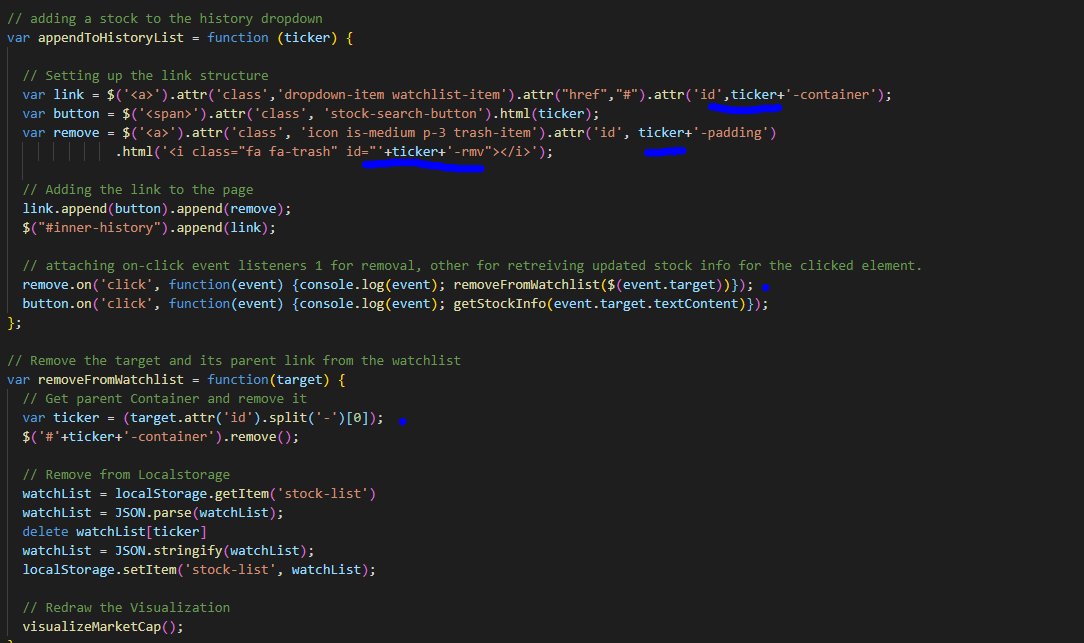 // adding a stock to the history dropdown
var appendToHistoryList = function (ticker) {
// Setting up the link structure
var link = $('<a>').attr('class','dropdown-item watchlist-item').attr("href","#").attr('id',ticker+'-container');
var button = $('<span>').attr('class', 'stock-search-button').html(ticker);
var remove = $('<a>').attr('class', 'icon is-medium p-3 trash-item').attr('id', ticker+'-padding')
.html('<i class="fa fa-trash" id="'+ticker+'-rmv"></i>');
// Adding the link to the page
link.append(button).append(remove);
$("#inner-history").append(link);
// attaching on-click event listeners 1 for removal, other for retreiving updated stock info for the clicked element.
remove.on('click', function(event) {console.log(event); removeFromWatchlist($(event.target))});
button.on('click', function(event) {console.log(event); getStockInfo(event.target.textContent)});
};
// Remove the target and its parent link from the watchlist
var removeFromWatchlist = function(target) {
// Get parent Container and remove it
var ticker = (target.attr('id').split('-')[0]);
$('#'+ticker+'-container').remove();
// Remove from Localstorage
watchList = localStorage.getItem('stock-list')
watchList = JSON.parse(watchList);
delete watchList[ticker]
watchList = JSON.stringify(watchList);
localStorage.setItem('stock-list', watchList);
// Redraw the Visualization
visualizeMarketCap();